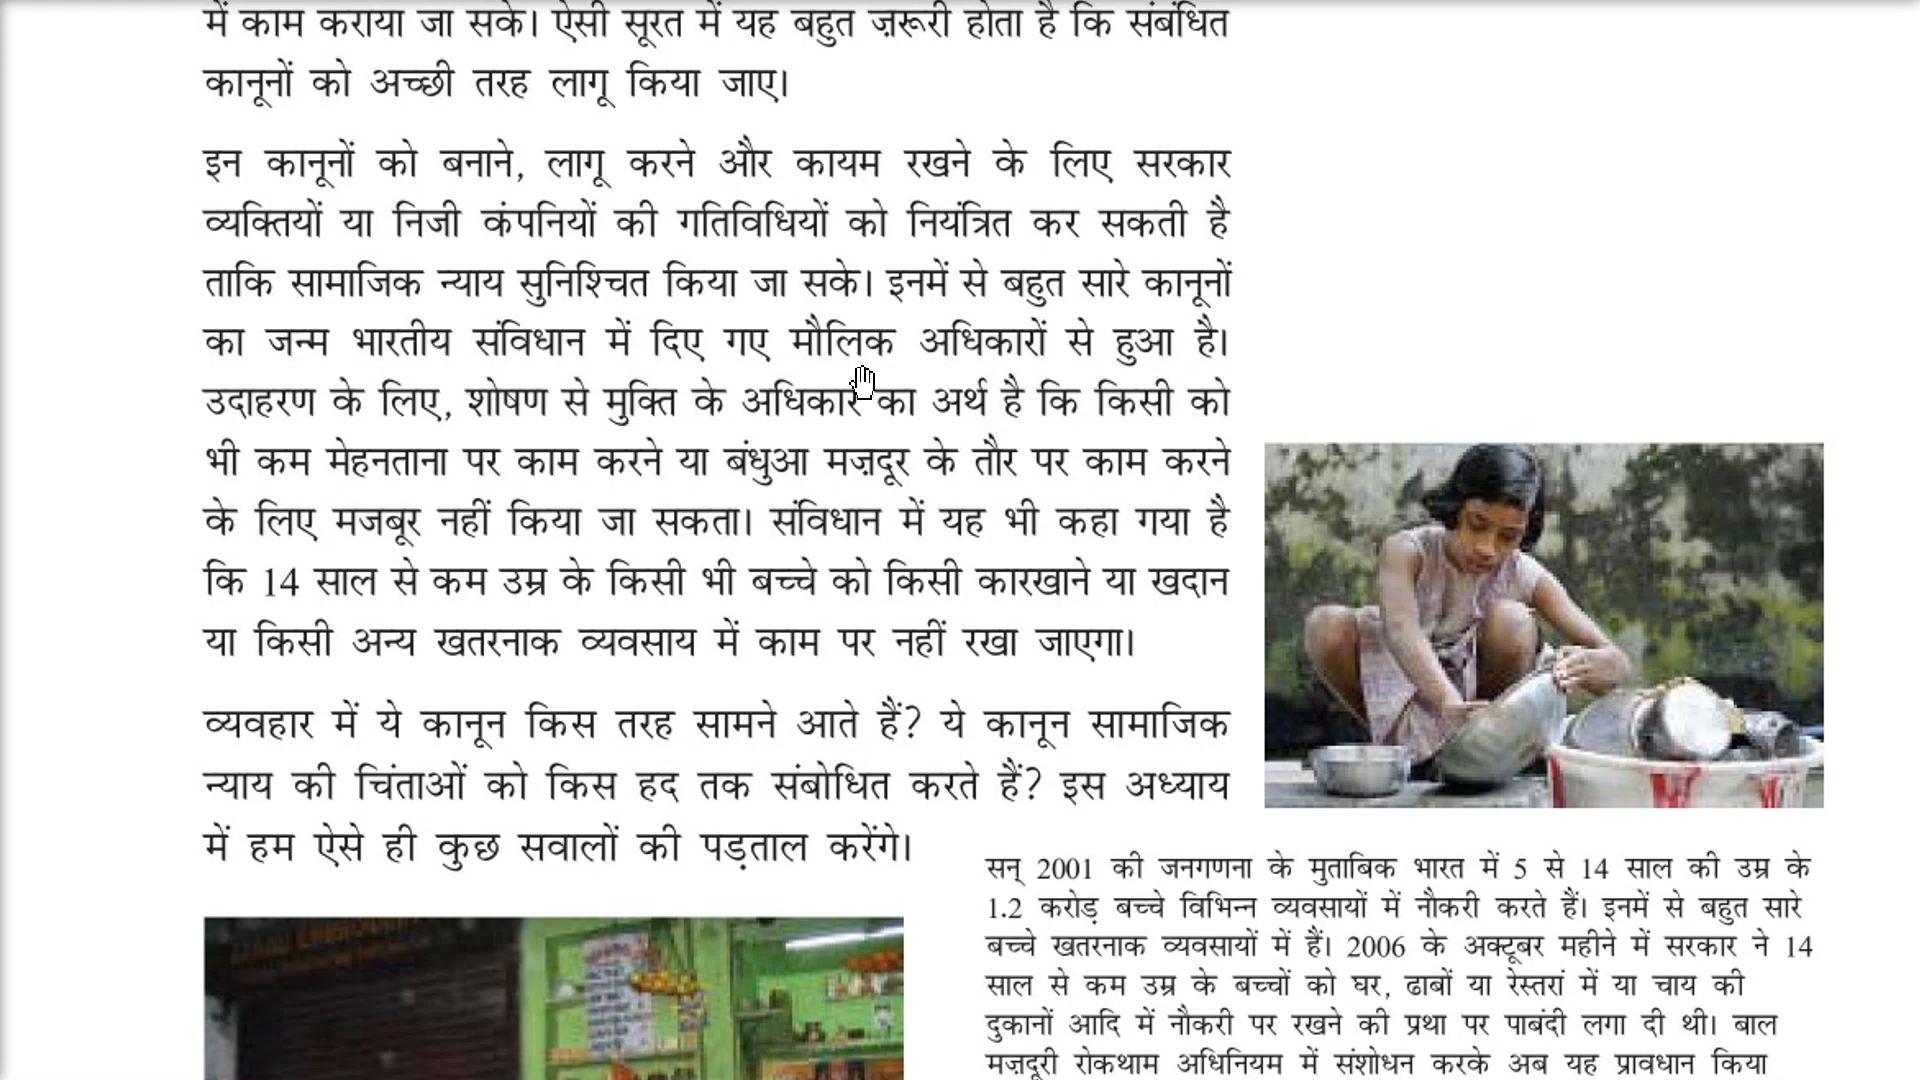 में काम कराया जा सके। ऐसी सूरत में यह बहुत ज़रूरी होता है कि संबंधित
कानूनों को अच्छी तरह लागू किया जाए।
इन कानूनों को बनाने, लागू करने और कायम रखने के लिए सरकार
व्यक्तियों या निजी कंपनियों की गतिविधियों को नियंत्रित कर सकती है
ताकि सामाजिक न्याय सुनिश्चित किया जा सके। इनमें से बहुत सारे कानूनों
का जन्म भारतीय संविधान में दिए गए मौलिक अधिकारों से हुआ है।
उदाहरण के लिए, शोषण से मुक्ति के अधिकार का अर्थ है कि किसी को
भी कम मेहनताना पर काम करने या बंधुआ मज़दूर के तौर पर काम करने
के लिए मजबूर नहीं किया जा सकता। संविधान में यह भी कहा गया है
कि 14 साल से कम उम्र के किसी भी बच्चे को किसी कारखाने या खदान
या किसी अन्य खतरनाक व्यवसाय में काम पर नहीं रखा जाएगा।
व्यवहार में ये कानून किस तरह सामने आते हैं? ये कानून सामाजिक
न्याय की चिंताओं को किस हद तक संबोधित करते हैं? इस अध्याय
में हम ऐसे ही कुछ सवालों की पड़ताल करेंगे।
सन् 2001 की जनगणना के मुताबिक भारत में 5 से 14 साल की उम्र के
1.2 करोड़ बच्चे विभिन्न व्यवसायों में नौकरी करते हैं। इनमें से बहुत सारे
बच्चे खतरनाक व्यवसायों में हैं। 2006 के अक्टूबर महीने में सरकार ने 14
साल से कम उम्र के बच्चों को घर, ढाबों या रेस्तरां में या चाय की
दुकानों आदि में नौकरी पर रखने की प्रथा पर पाबंदी लगा दी थी। बाल
मज़दूरी रोकथाम अधिनियम में संशोधन करके अब यह प्रावधान किया